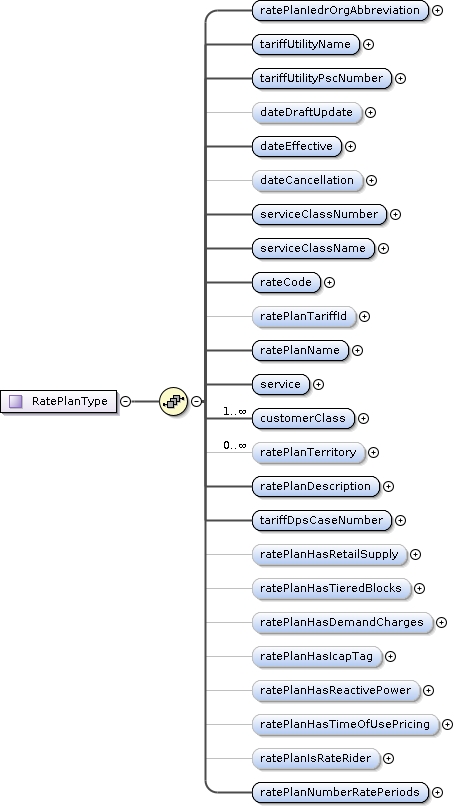 ratePlanIedrOrgAbbreviation
tariffUtilityName
tariffUtilityPscNumber
dateDraftUpdate
dateEffective
dateCancellation
serviceClassNumber
serviceClassName
rateCode
ratePlanTariffId
ratePlanName
service
RatePlanType
1..∞
customerClass
0..∞
ratePlanTerritory
ratePlanDescription
tariffDpsCaseNumber
ratePlanHasRetailSupply
ratePlanHasTieredBlocks
ratePlanHasDemandCharges
ratePlanHasIcapTag
ratePlanHasReactivePower
ratePlanHasTimeOfUsePricing
ratePlanIsRateRider
ratePlanNumberRatePeriods